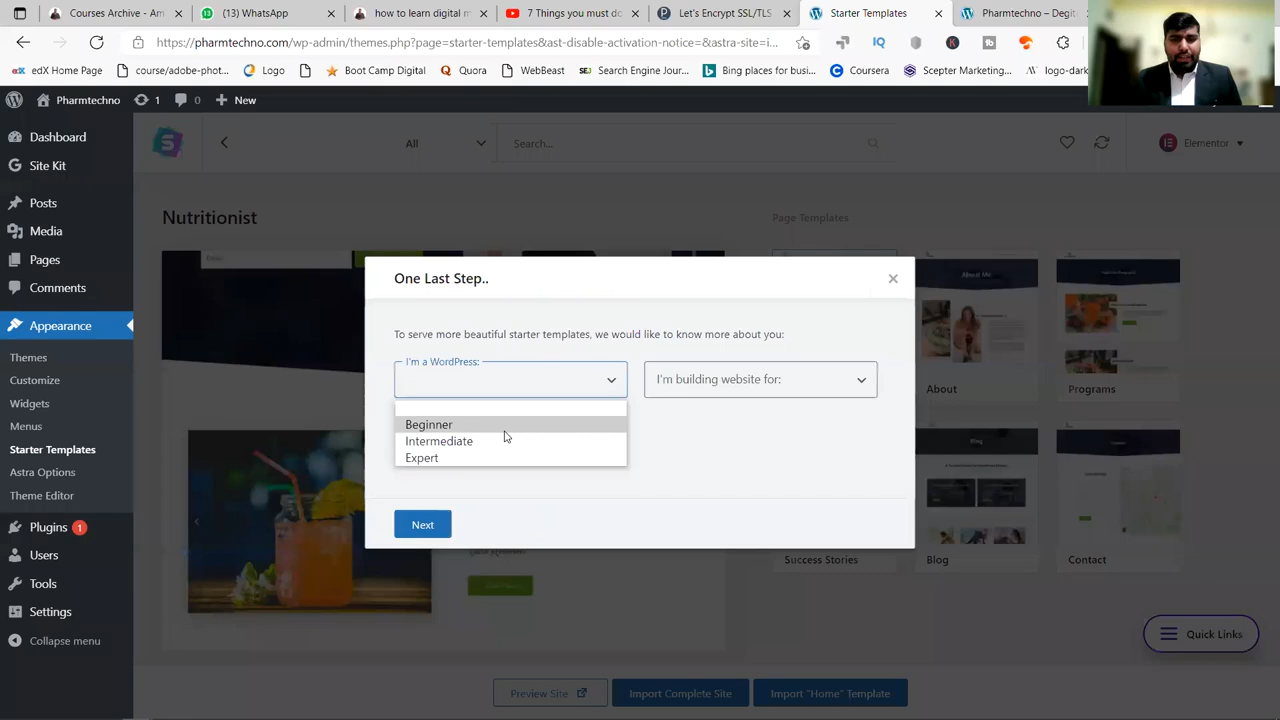 Courses Archive - Am
(13) WhatsApp
how to learn digital m
7 Things you must do
Let's Encrypt SSL/TLS
Starter Templates
Pharmtechno – Degit
https://pharmtechno.com/wp-admin/themes.php?page=starter-templates&ast-disable-activation-notice=&astra-site=i...
edX Home Page
course/adobe-phot...
Logo
Boot Camp Digital
Quora
WebBeast
Search Engine Jour...
Bing places for busi...
Coursera
Scepter Marketing...
logo-dark
Pharmtechno
1
0
New
Dashboard
Site Kit
Posts
Media
Pages
Comments
Appearance
Themes
Customize
Widgets
Menus
Starter Templates
Astra Options
Theme Editor
Plugins 1
Users
Tools
Settings
Collapse menu
All
Search...
Elementor
Nutritionist
Page Templates
One Last Step..
To serve more beautiful starter templates, we would like to know more about you:
I'm a WordPress:
I'm building website for:
Beginner
Intermediate
Expert
Next
About Me
About
Programs
Success Stories
Blog
Blog
Contact
Contact
Quick Links
Preview Site
Import Complete Site
Import "Home" Template